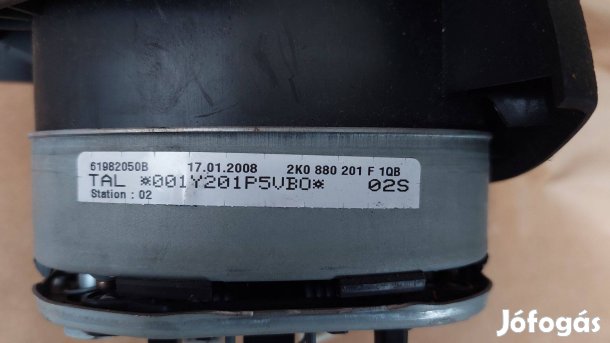 61982050B 17.01.2008 2K0 880 201 F 1QB
TAL *001Y201P5VBO* 02S
Station : 02
Jófogás